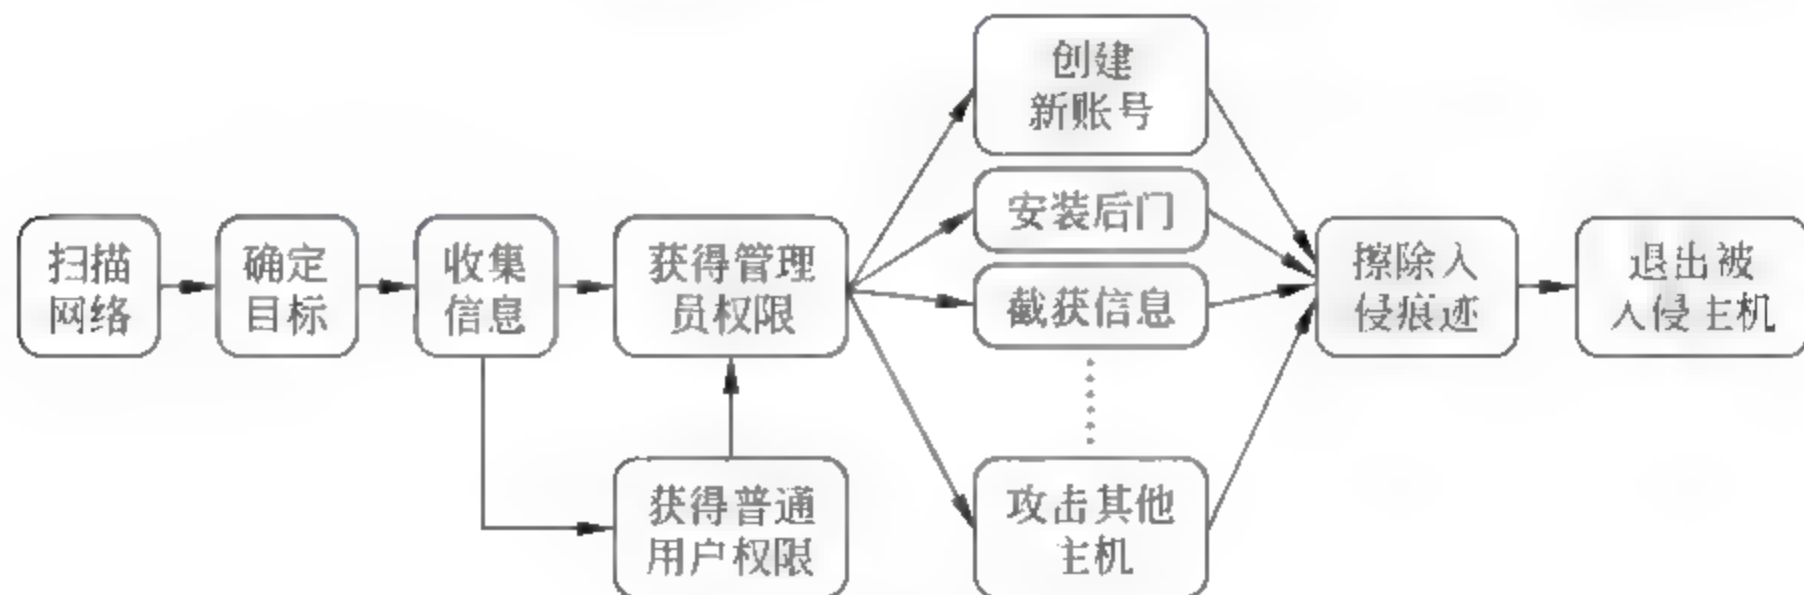 扫描
网络
确定
目标
收集
信息
获得管理
员权限
获得普通
用户权限
创建
新账号
安装后门
截获信息
攻击其他
主机
擦除入
侵痕迹
退出被
入侵主机